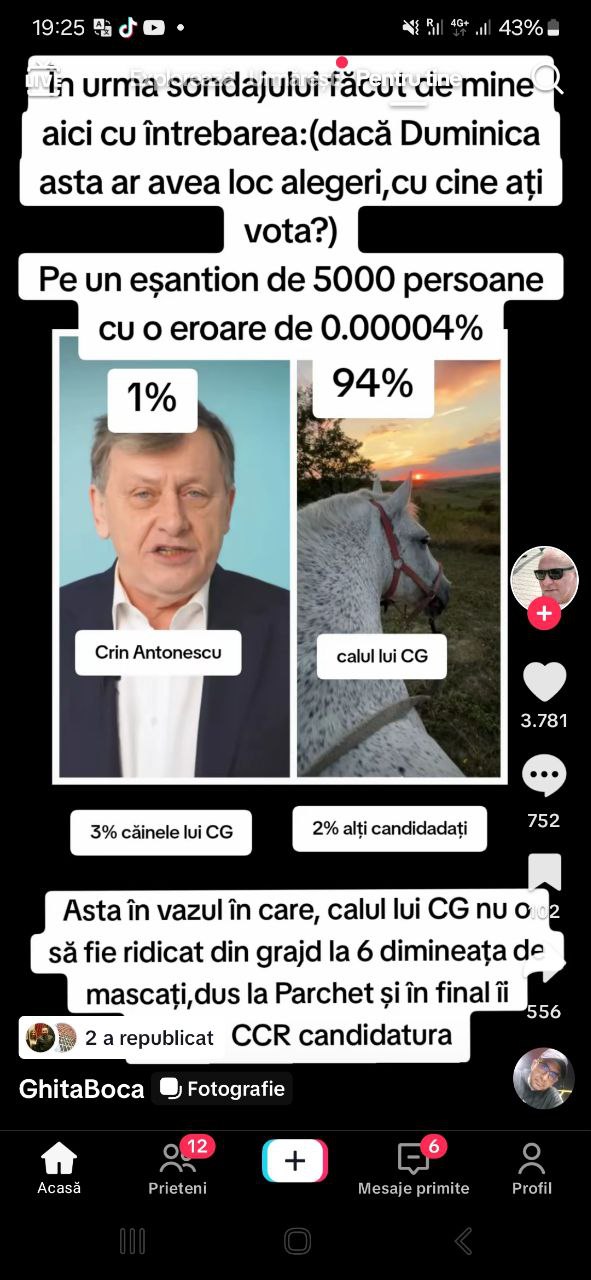 19:25
R
4G+
43%
LIVE
Explorează
Urmărești
Pentru tine
În urma sondajului făcut de mine
aici cu întrebarea:(dacă Duminica
asta ar avea loc alegeri,cu cine ați
vota?)
Pe un eșantion de 5000 persoane
cu o eroare de 0.00004%
1%
94%
Crin Antonescu
calul lui CG
3.781
752
3% căinele lui CG
2% alți candidadați
Asta în vazul în care, calul lui CG nu o
102
să fie ridicat din grajd la 6 dimineața de
mascați,dus la Parchet și în final îi
556
2 a republicat
CCR candidatura
GhitaBoca
Fotografie
12
6
Acasă
Prieteni
Mesaje primite
Profil